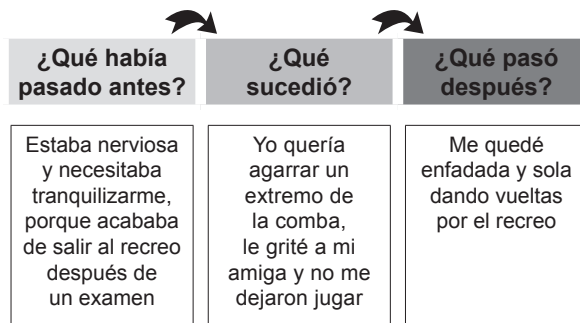 ¿Qué había
pasado antes?
¿Qué
sucedió?
¿Qué pasó
después?
Estaba nerviosa
y necesitaba
tranquilizarme,
porque acababa
de salir al recreo
después de
un examen
Yo quería
agarrar un
extremo de
la comba,
le grité a mi
amiga y no me
dejaron jugar
Me quedé
enfadada y sola
dando vueltas
por el recreo